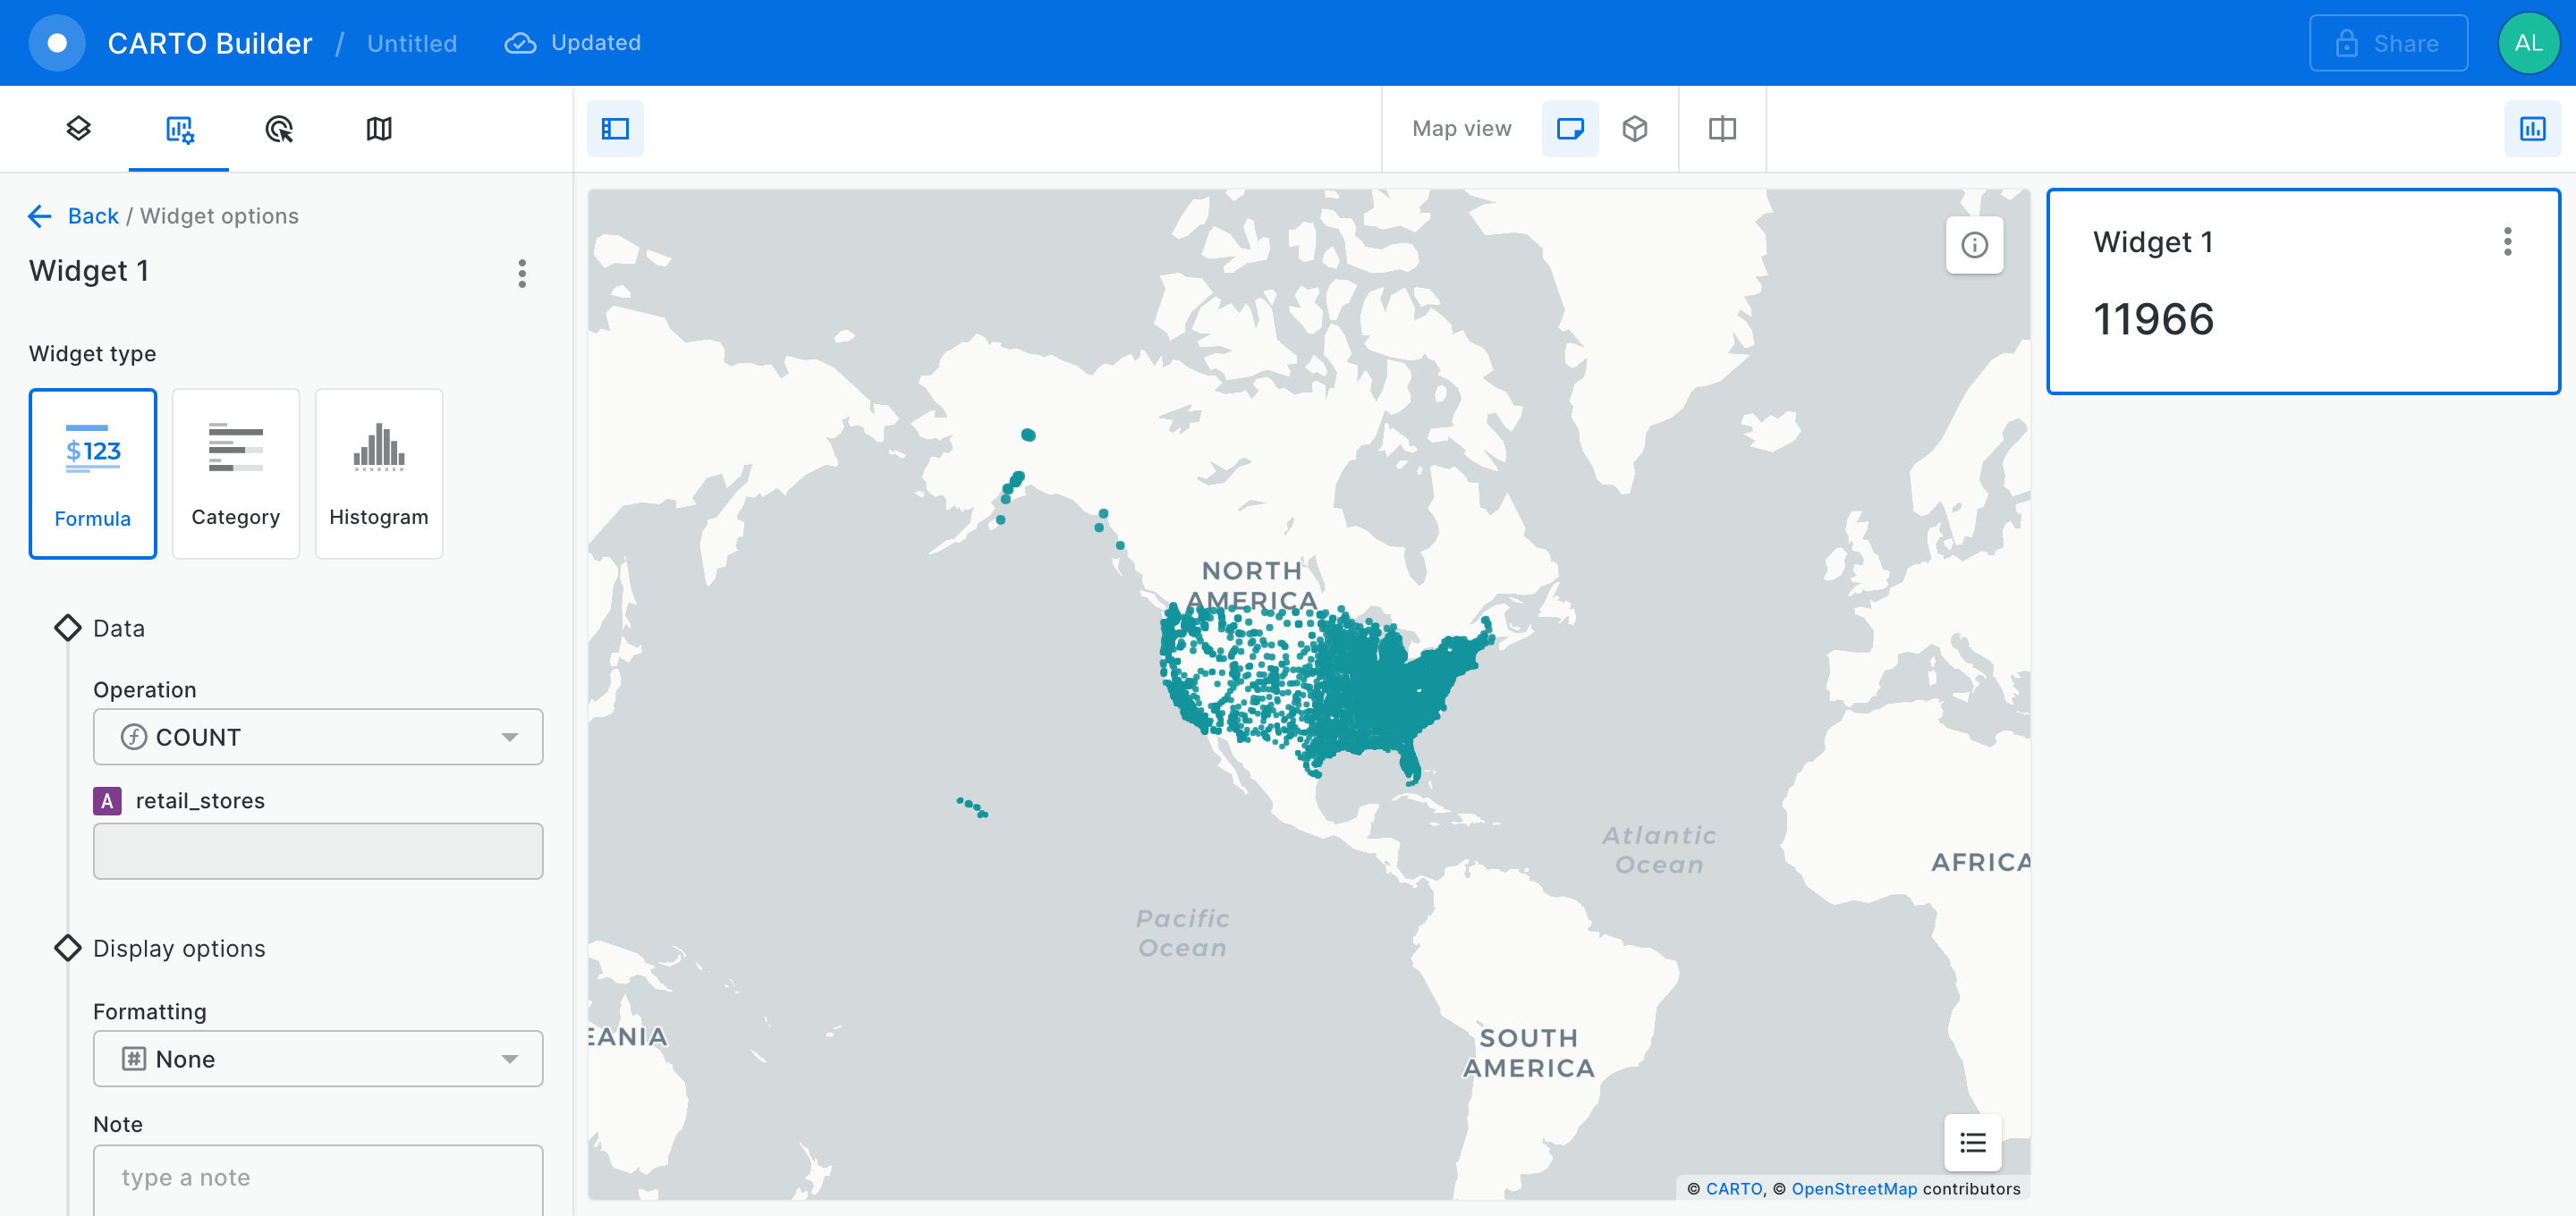 CARTO Builder / Untitled Updated Share AL
Map view
Back / Widget options
Widget 1
Widget type
$123
Formula
Category
Histogram
Data
Operation
COUNT
A retail_stores
Display options
Formatting
# None
Note
type a note
NORTH
AMERICA
Atlantic
Ocean
AFRICA
Pacific
Ocean
EANIA
SOUTH
AMERICA
© CARTO, © OpenStreetMap contributors
Widget 1
11966